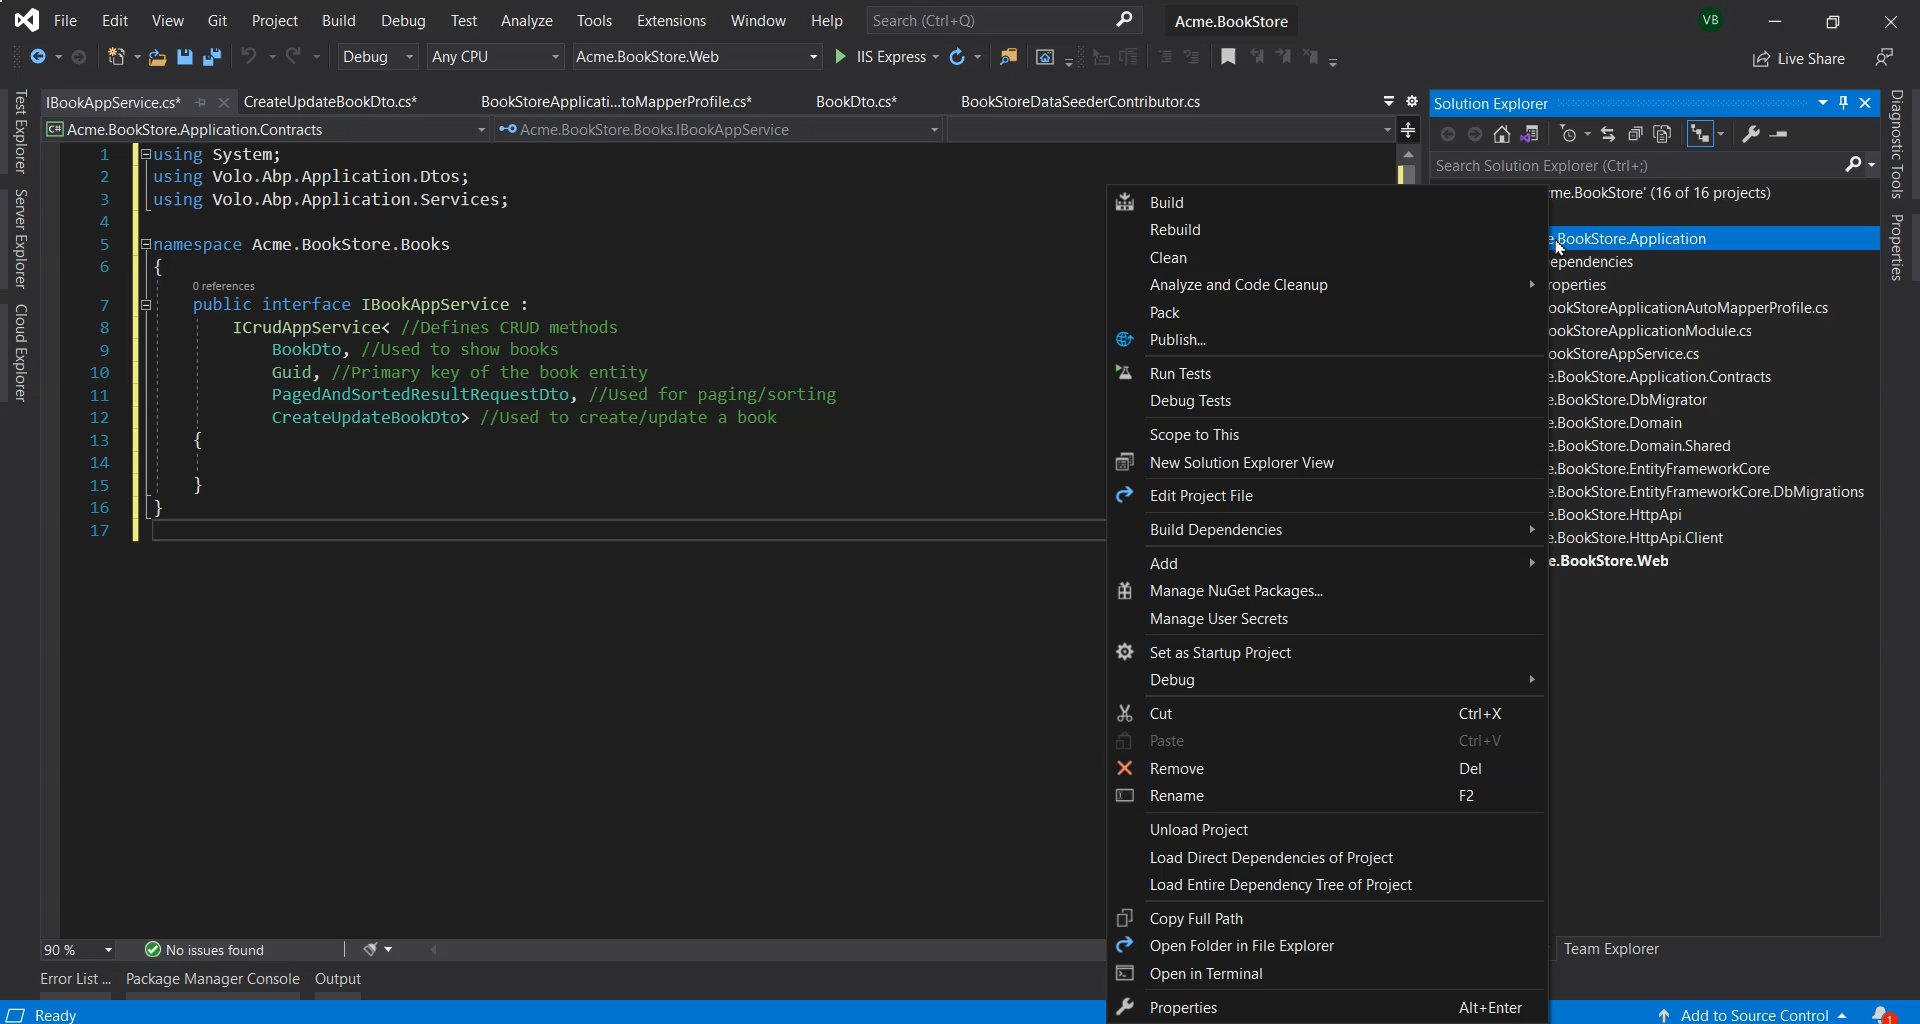 File Edit View Git Project Build Debug Test Analyze Tools Extensions Window Help Search (Ctrl+Q) Acme.BookStore VB
Debug Any CPU Acme.BookStore.Web IIS Express Live Share
IBookAppService.cs* CreateUpdateBookDto.cs* BookStoreApplicati...toMapperProfile.cs* BookDto.cs* BookStoreDataSeederContributor.cs
C# Acme.BookStore.Application.Contracts Acme.BookStore.Books.IBookAppService
Test Explorer
Server Explorer
Cloud Explorer
1 using System;
2 using Volo.Abp.Application.Dtos;
3 using Volo.Abp.Application.Services;
4
5 namespace Acme.BookStore.Books
6 {
0 references
7 public interface IBookAppService :
8 ICrudAppService< //Defines CRUD methods
9 BookDto, //Used to show books
10 Guid, //Primary key of the book entity
11 PagedAndSortedResultRequestDto, //Used for paging/sorting
12 CreateUpdateBookDto> //Used to create/update a book
13 {
14
15 }
16 }
17
Build
Rebuild
Clean
Analyze and Code Cleanup
Pack
Publish...
Run Tests
Debug Tests
Scope to This
New Solution Explorer View
Edit Project File
Build Dependencies
Add
Manage NuGet Packages...
Manage User Secrets
Set as Startup Project
Debug
Cut Ctrl+X
Paste Ctrl+V
Remove Del
Rename F2
Unload Project
Load Direct Dependencies of Project
Load Entire Dependency Tree of Project
Copy Full Path
Open Folder in File Explorer
Open in Terminal
Properties Alt+Enter
Solution Explorer
Search Solution Explorer (Ctrl+;)
me.BookStore' (16 of 16 projects)
e.BookStore.Application
ependencies
roperties
ookStoreApplicationAutoMapperProfile.cs
ookStoreApplicationModule.cs
ookStoreAppService.cs
e.BookStore.Application.Contracts
e.BookStore.DbMigrator
e.BookStore.Domain
e.BookStore.Domain.Shared
e.BookStore.EntityFrameworkCore
e.BookStore.EntityFrameworkCore.DbMigrations
e.BookStore.HttpApi
e.BookStore.HttpApi.Client
e.BookStore.Web
Team Explorer
Diagnostic Tools
Properties
90 % No issues found
Error List ... Package Manager Console Output
Ready Add to Source Control 1